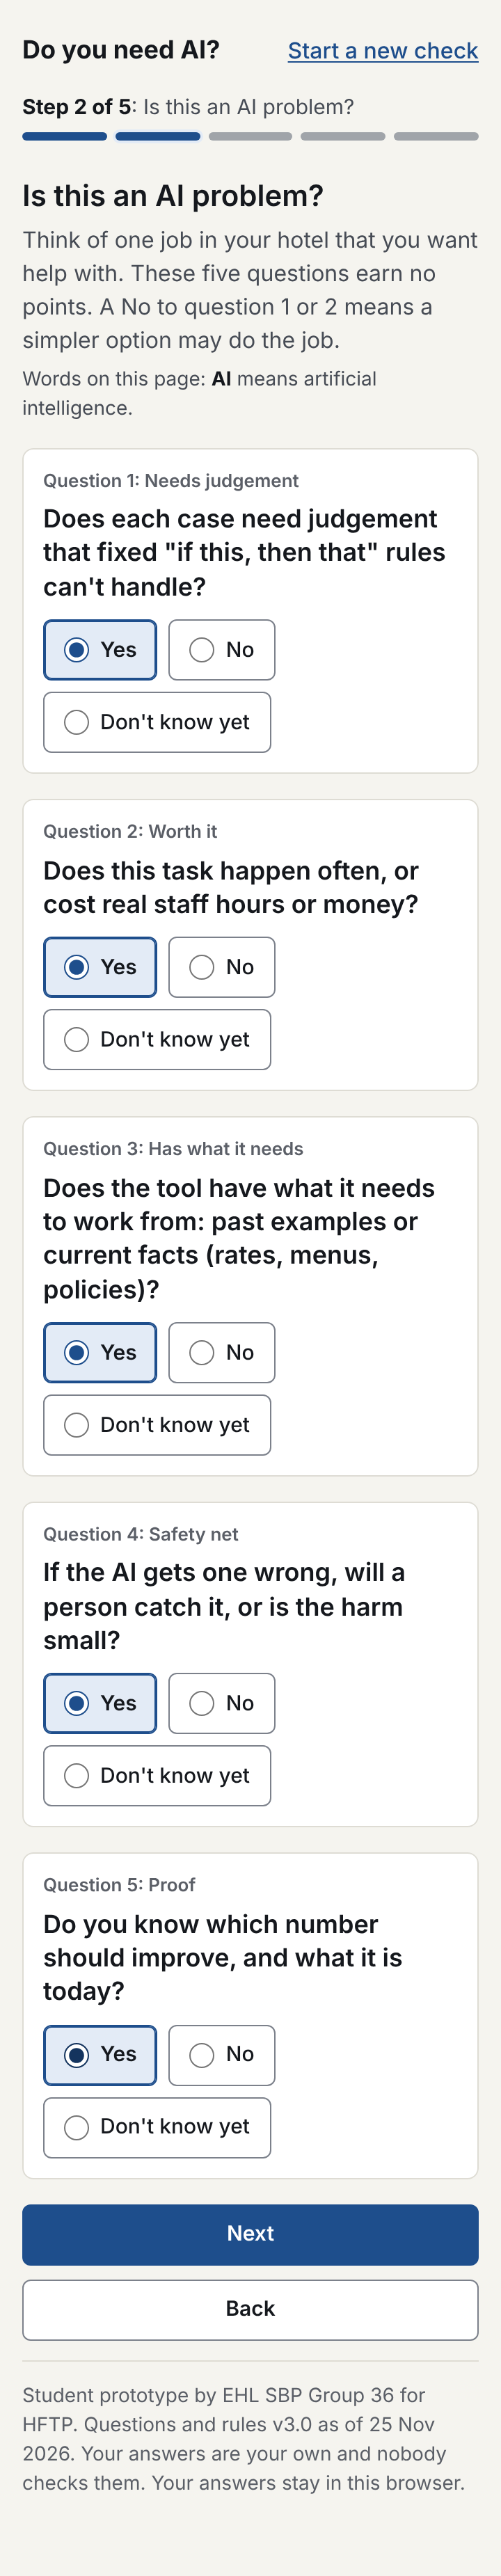 Do you need AI?
Start a new check
Step 2 of 5: Is this an AI problem?
Is this an AI problem?
Think of one job in your hotel that you want
help with. These five questions earn no
points. A No to question 1 or 2 means a
simpler option may do the job.
Words on this page: AI means artificial
intelligence.
Question 1: Needs judgement
Does each case need judgement
that fixed "if this, then that" rules
can't handle?
Yes
No
Don't know yet
Question 2: Worth it
Does this task happen often, or
cost real staff hours or money?
Yes
No
Don't know yet
Question 3: Has what it needs
Does the tool have what it needs
to work from: past examples or
current facts (rates, menus,
policies)?
Yes
No
Don't know yet
Question 4: Safety net
If the AI gets one wrong, will a
person catch it, or is the harm
small?
Yes
No
Don't know yet
Question 5: Proof
Do you know which number
should improve, and what it is
today?
Yes
No
Don't know yet
Next
Back
Student prototype by EHL SBP Group 36 for
HFTP. Questions and rules v3.0 as of 25 Nov
2026. Your answers are your own and nobody
checks them. Your answers stay in this browser.